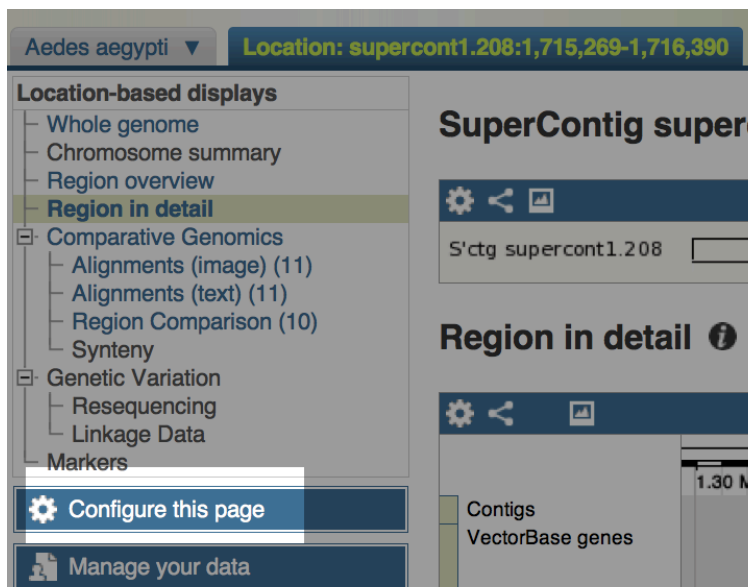 Aedes aegypti ▼
Location: supercont1.208:1,715,269-1,716,390
Location-based displays
Whole genome
Chromosome summary
Region overview
Region in detail
Comparative Genomics
Alignments (image) (11)
Alignments (text) (11)
Region Comparison (10)
Synteny
Genetic Variation
Resequencing
Linkage Data
Markers
Configure this page
Manage your data
SuperContig super
S'ctg supercont1.208
Region in detail
1.30 M
Contigs
VectorBase genes